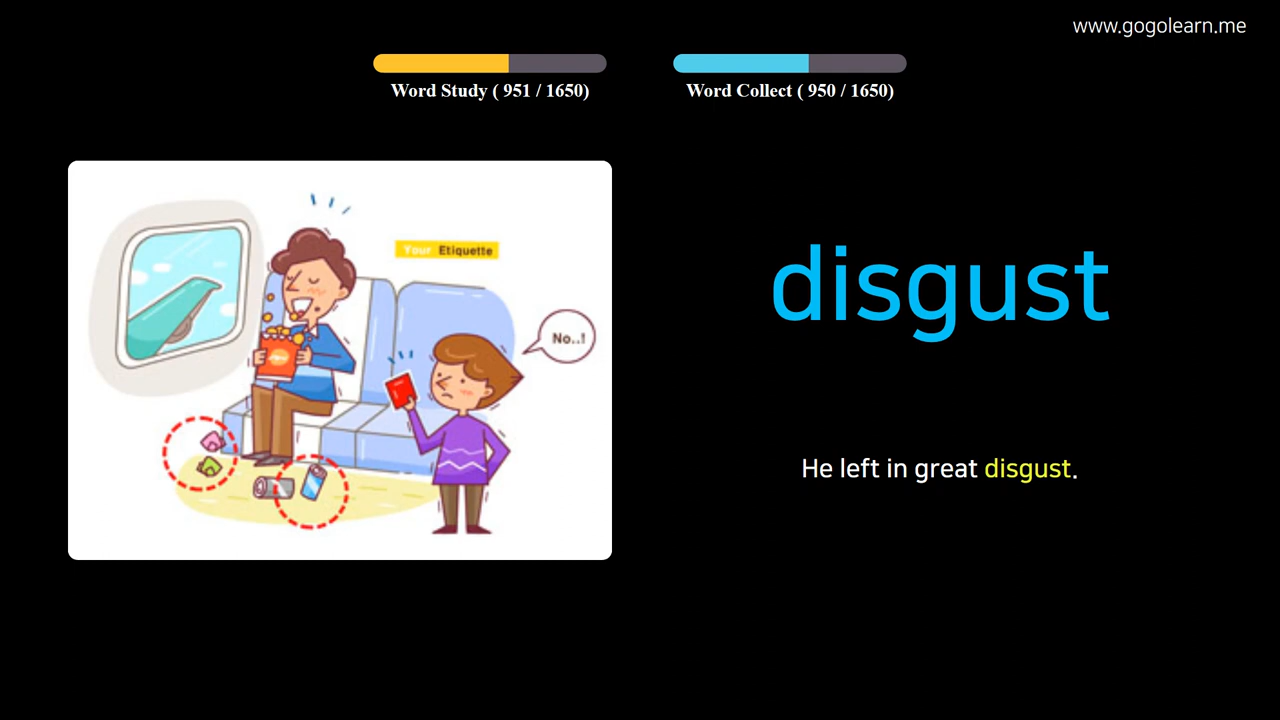 www.gogolearn.me
Word Study ( 951 / 1650)
Word Collect ( 950 / 1650)
Your Etiquette
No..!
disgust
He left in great disgust.